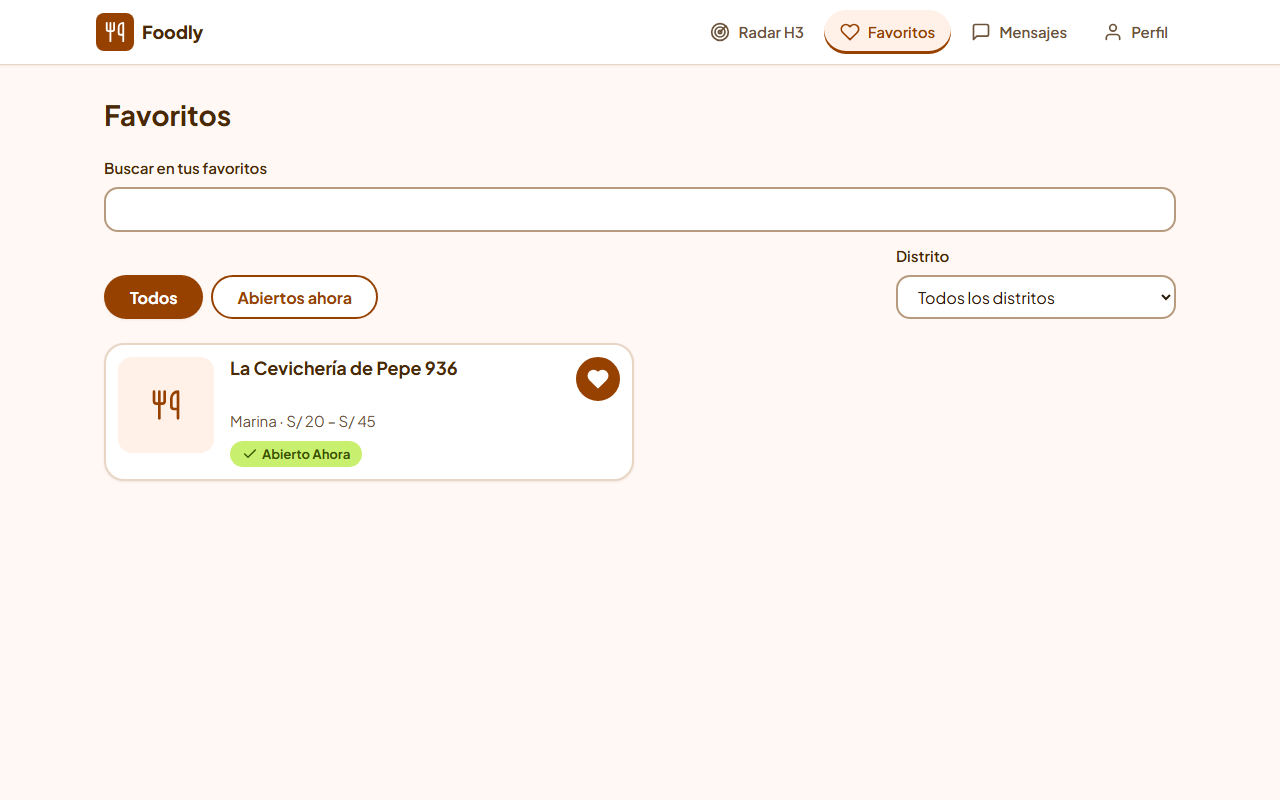 Foodly
Radar H3
Favoritos
Mensajes
Perfil
Favoritos
Buscar en tus favoritos
Distrito
Todos
Abiertos ahora
Todos los distritos
La Cevichería de Pepe 936
Marina · S/ 20 – S/ 45
Abierto Ahora